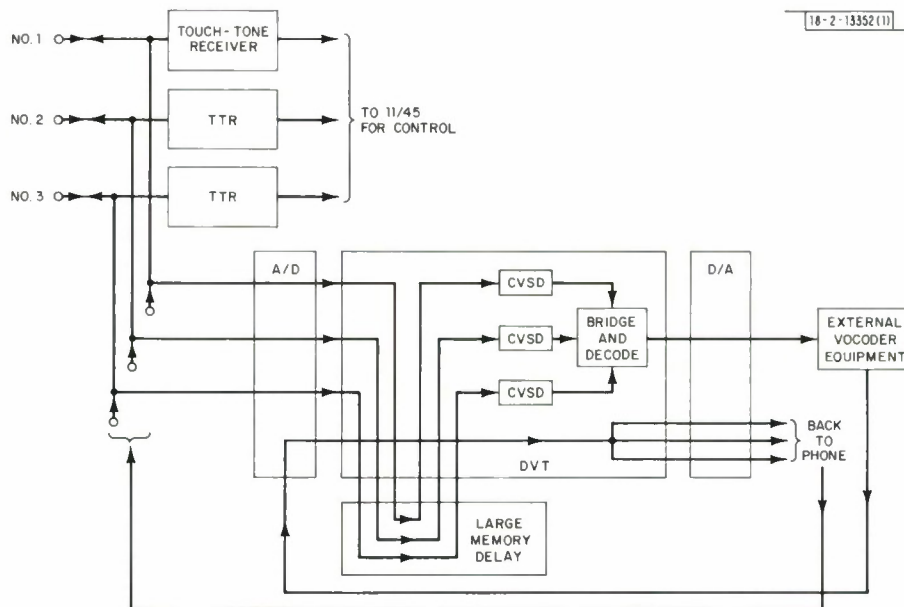 18-2-13352(1)
NO. 1
TOUCH-TONE
RECEIVER
NO. 2
TTR
TO 11/45
FOR CONTROL
NO. 3
TTR
A/D
D/A
CVSD
CVSD
BRIDGE
AND
DECODE
EXTERNAL
VOCODER
EQUIPMENT
CVSD
BACK
TO
PHONE
DVT
LARGE
MEMORY
DELAY